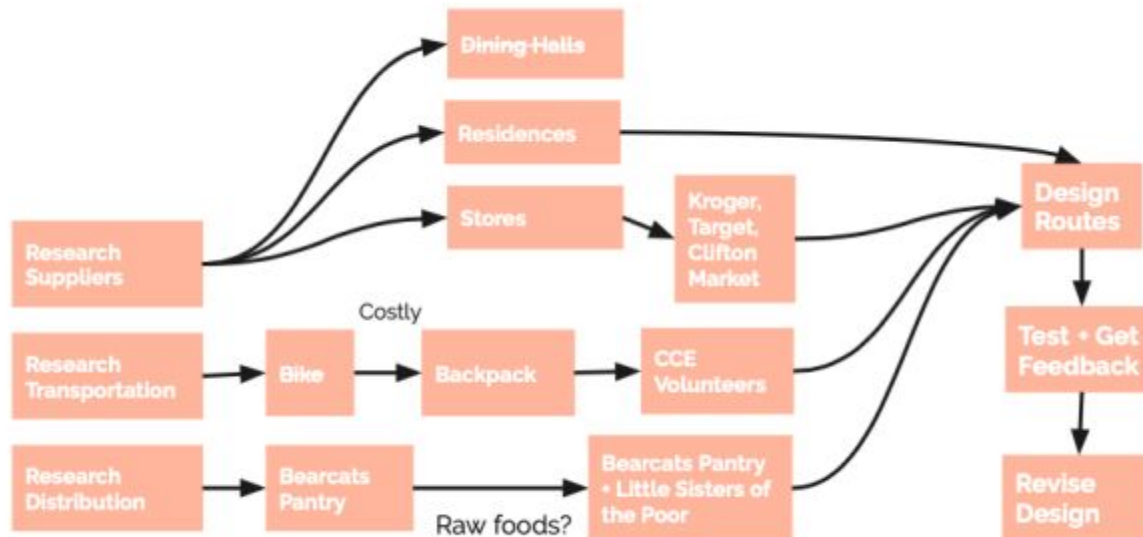 Dining Halls
Residences
Stores
Kroger,
Target,
Clifton
Market
Design
Routes
Research
Suppliers
Costly
Research
Transportation
Bike
Backpack
CCE
Volunteers
Test + Get
Feedback
Research
Distribution
Bearcats
Pantry
Raw foods?
Bearcats Pantry
+ Little Sisters of
the Poor
Revise
Design